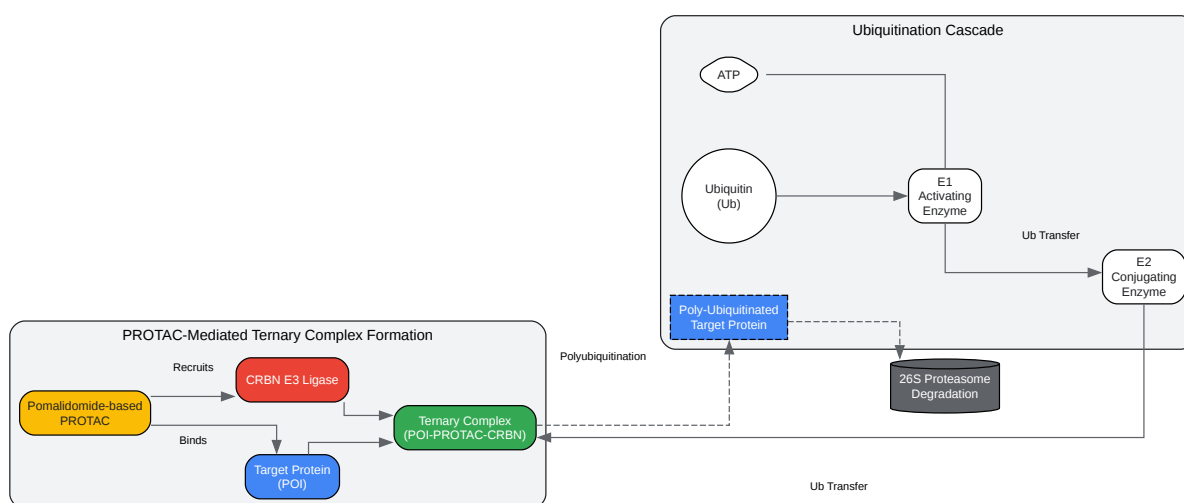 Ubiquitination Cascade
ATP
Ubiquitin
(Ub)
E1
Activating
Enzyme
Ub Transfer
E2
Conjugating
Enzyme
Poly-Ubiquitinated
Target Protein
26S Proteasome
Degradation
PROTAC-Mediated Ternary Complex Formation
Polyubiquitination
Recruits
CRBN E3 Ligase
Pomalidomide-based
PROTAC
Binds
Ternary Complex
(POI-PROTAC-CRBN)
Target Protein
(POI)
Ub Transfer